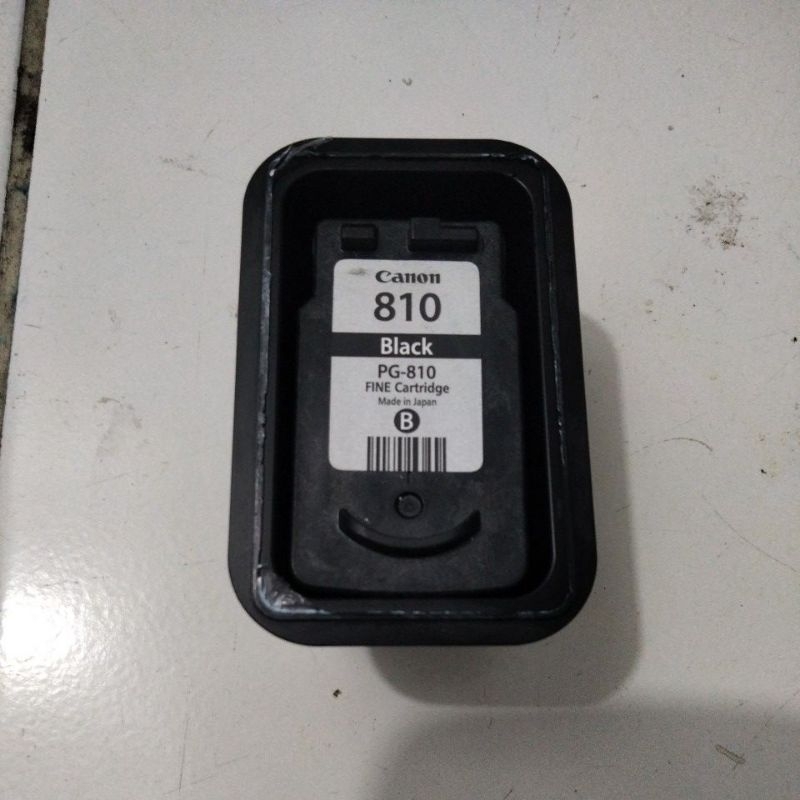 Canon
810
Black
PG-810
FINE Cartridge
Made in Japan
B